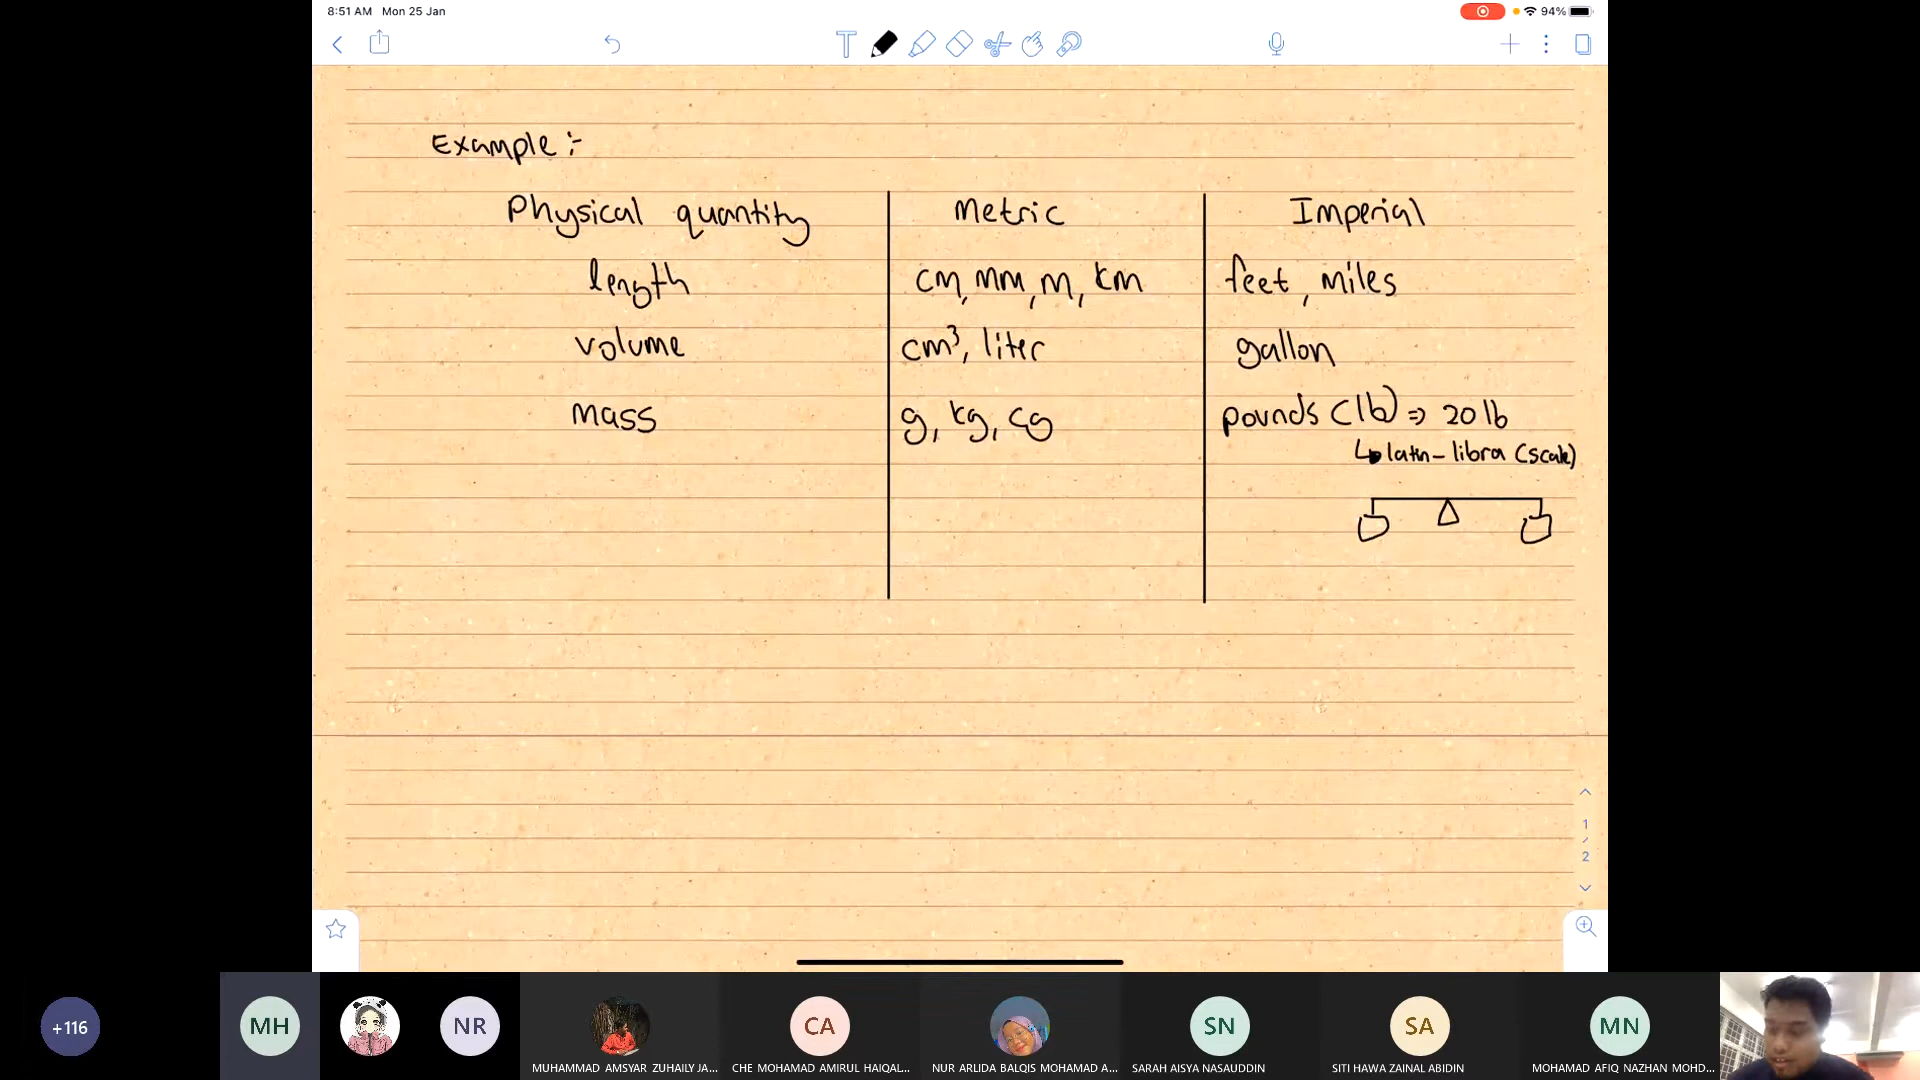 8:51 AM Mon 25 Jan
94%
T
Example :-
Physical quantity Metric Imperial
length cm, mm, m, km feet, miles
volume cm³, liter gallon
mass g, kg, cg pounds (lb) => 20 lb
↳ latin - libra (scale)
1
/
2
+116
MH
NR
CA
SN
SA
MN
MUHAMMAD AMSYAR ZUHAILY JA...
CHE MOHAMAD AMIRUL HAIQAL...
NUR ARLIDA BALQIS MOHAMAD A...
SARAH AISYA NASAUDDIN
SITI HAWA ZAINAL ABIDIN
MOHAMAD AFIQ NAZHAN MOHD...